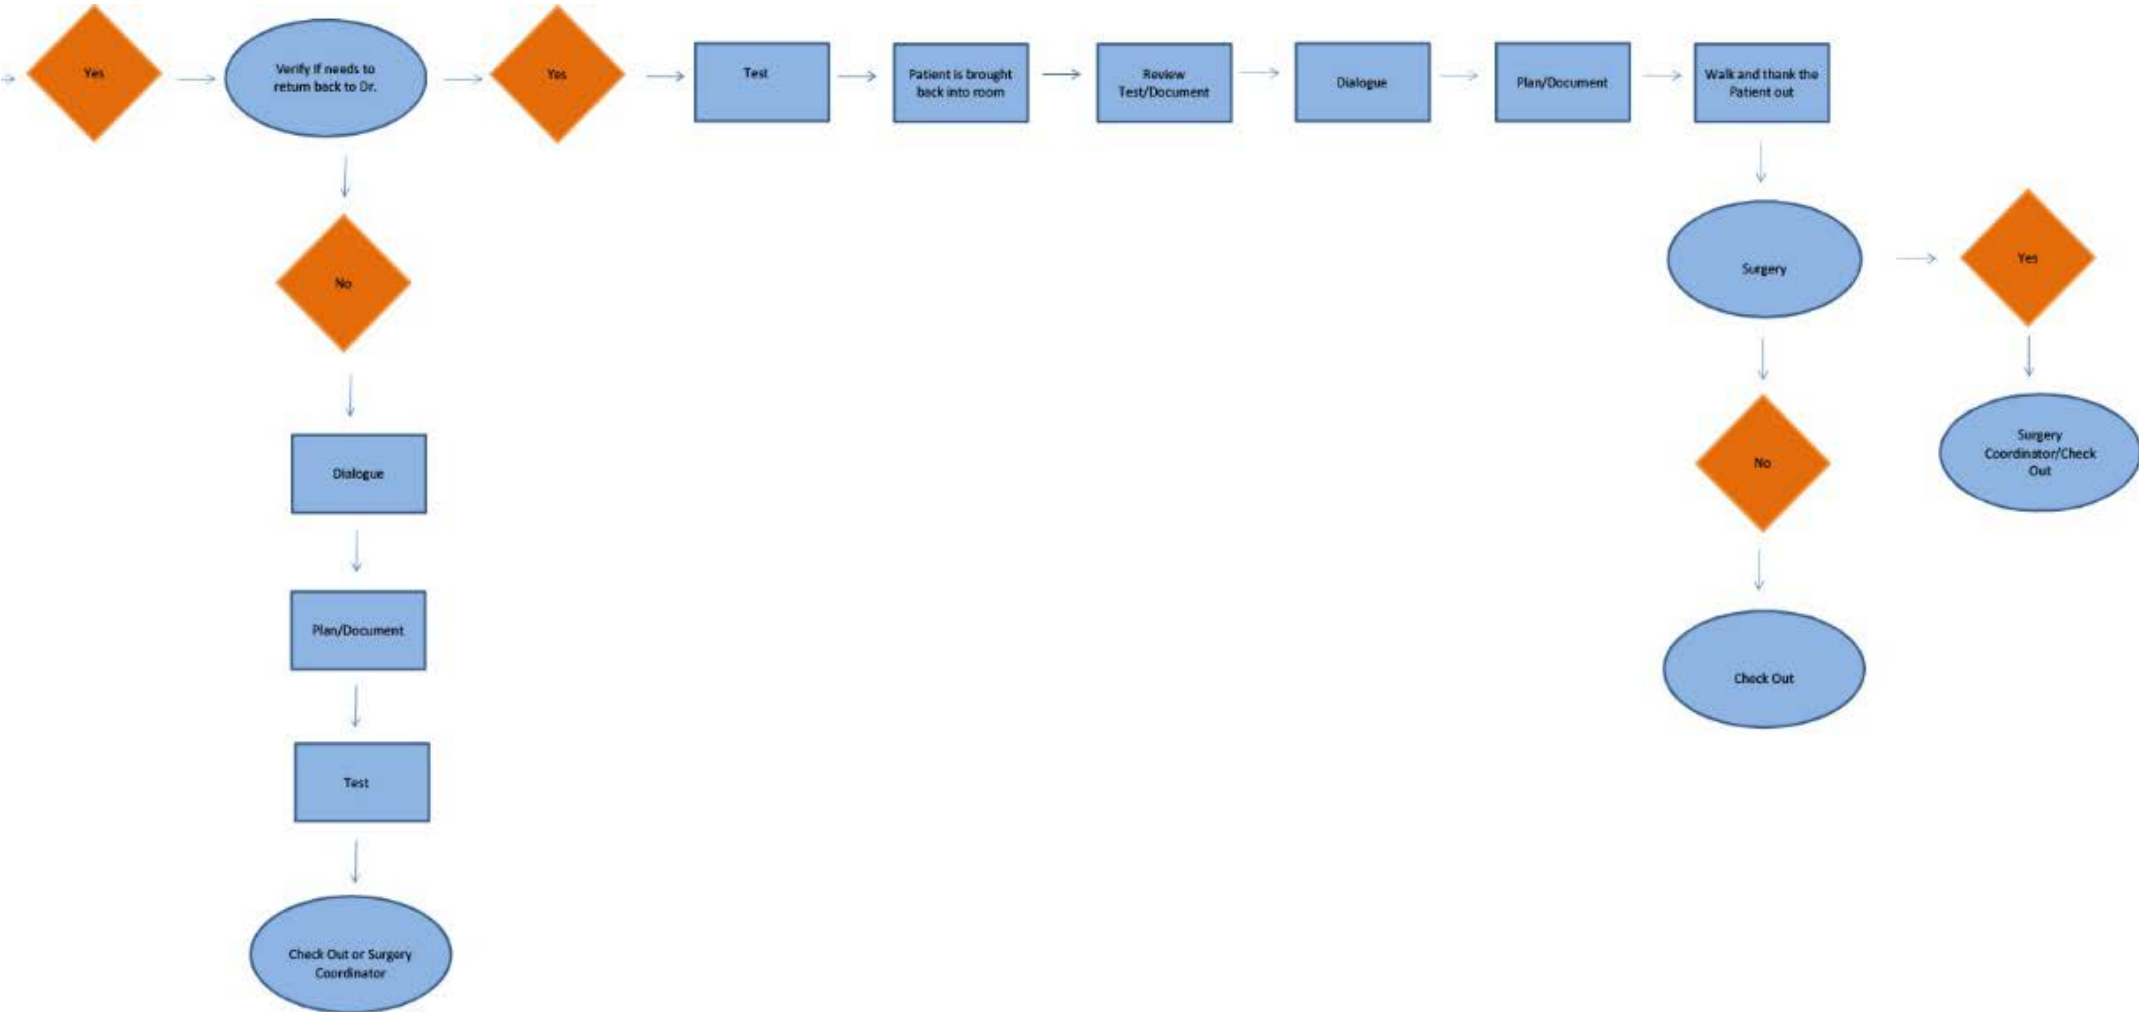 Yes
Verify If needs to
return back to Dr.
Yes
Test
Patient is brought
back into room
Review
Test/Document
Dialogue
Plan/Document
Walk and thank the
Patient out
Surgery
Yes
No
No
Surgery
Coordinator/Check
Out
Dialogue
Plan/Document
Check Out
Test
Check Out or Surgery
Coordinator